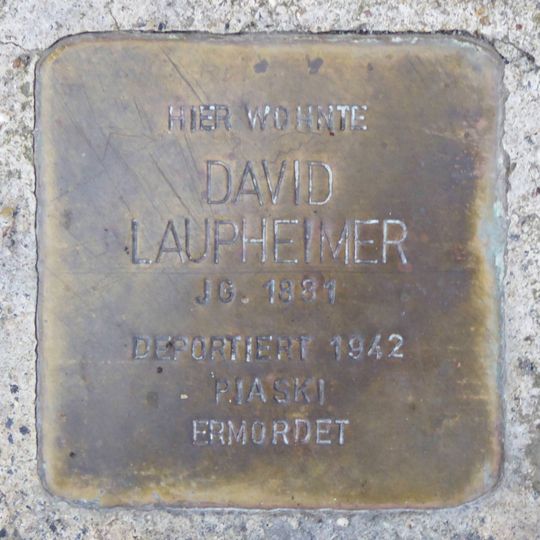 HIER WOHNTE
DAVID
LAUPHEIMER
JG. 1881
DEPORTIERT 1942
PIASKI
ERMORDET